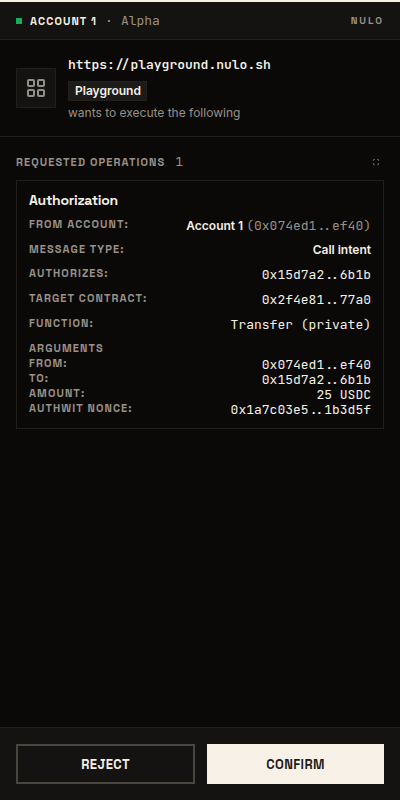 ACCOUNT 1 · Alpha NULO
https://playground.nulo.sh
Playground
wants to execute the following
REQUESTED OPERATIONS 1
Authorization
FROM ACCOUNT: Account 1 (0x074ed1..ef40)
MESSAGE TYPE: Call intent
AUTHORIZES: 0x15d7a2..6b1b
TARGET CONTRACT: 0x2f4e81..77a0
FUNCTION: Transfer (private)
ARGUMENTS
FROM: 0x074ed1..ef40
TO: 0x15d7a2..6b1b
AMOUNT: 25 USDC
AUTHWIT NONCE: 0x1a7c03e5..1b3d5f
REJECT CONFIRM